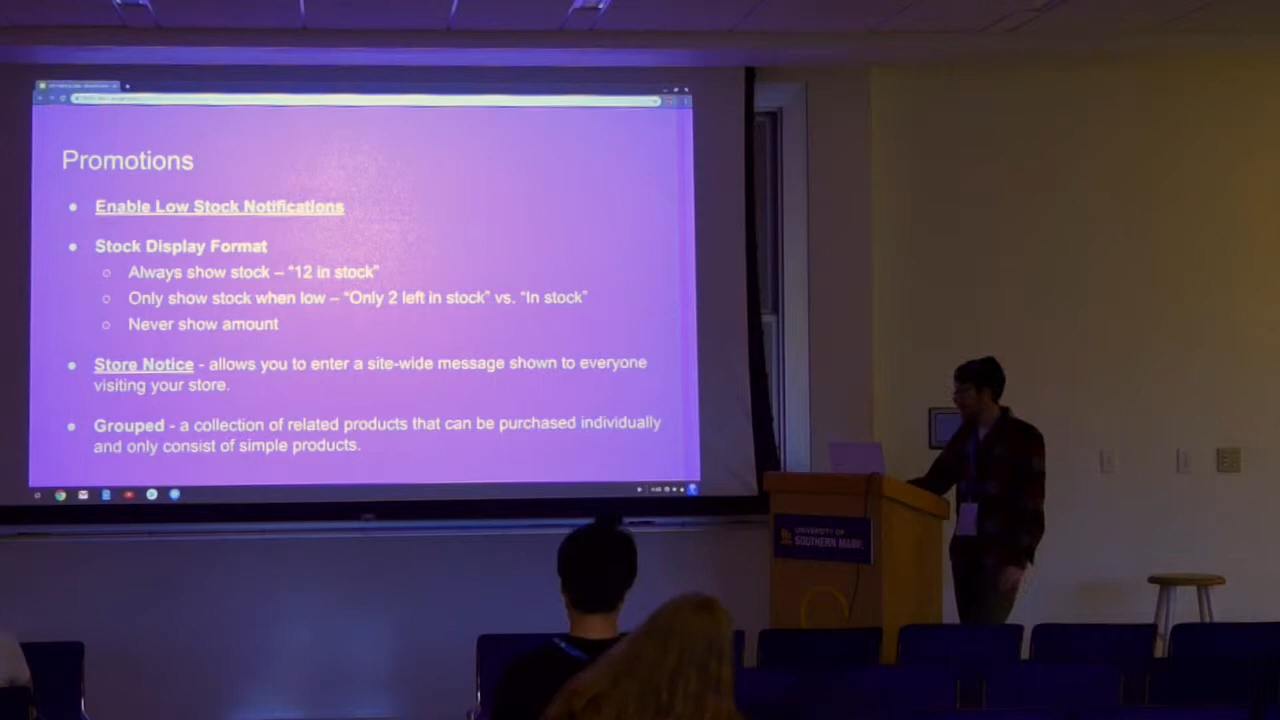 Promotions
● Enable Low Stock Notifications
● Stock Display Format
○ Always show stock – “12 in stock”
○ Only show stock when low – “Only 2 left in stock” vs. “In stock”
○ Never show amount
● Store Notice - allows you to enter a site-wide message shown to everyone
visiting your store.
● Grouped - a collection of related products that can be purchased individually
and only consist of simple products.
UNIVERSITY OF
SOUTHERN MAINE